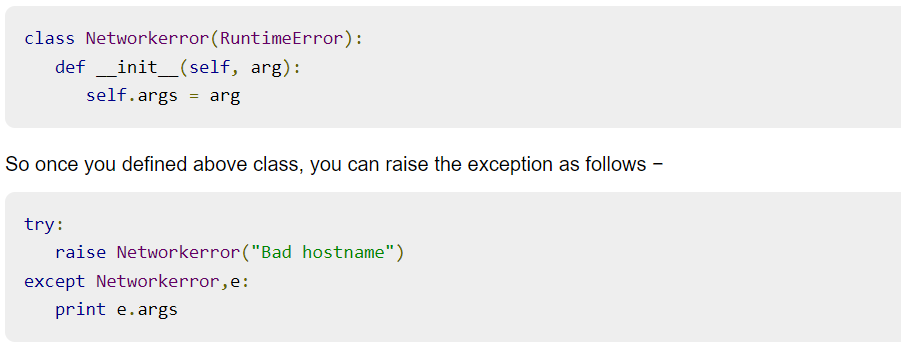 class Networkerror(RuntimeError):
   def __init__(self, arg):
      self.args = arg
So once you defined above class, you can raise the exception as follows −
try:
   raise Networkerror("Bad hostname")
except Networkerror,e:
   print e.args